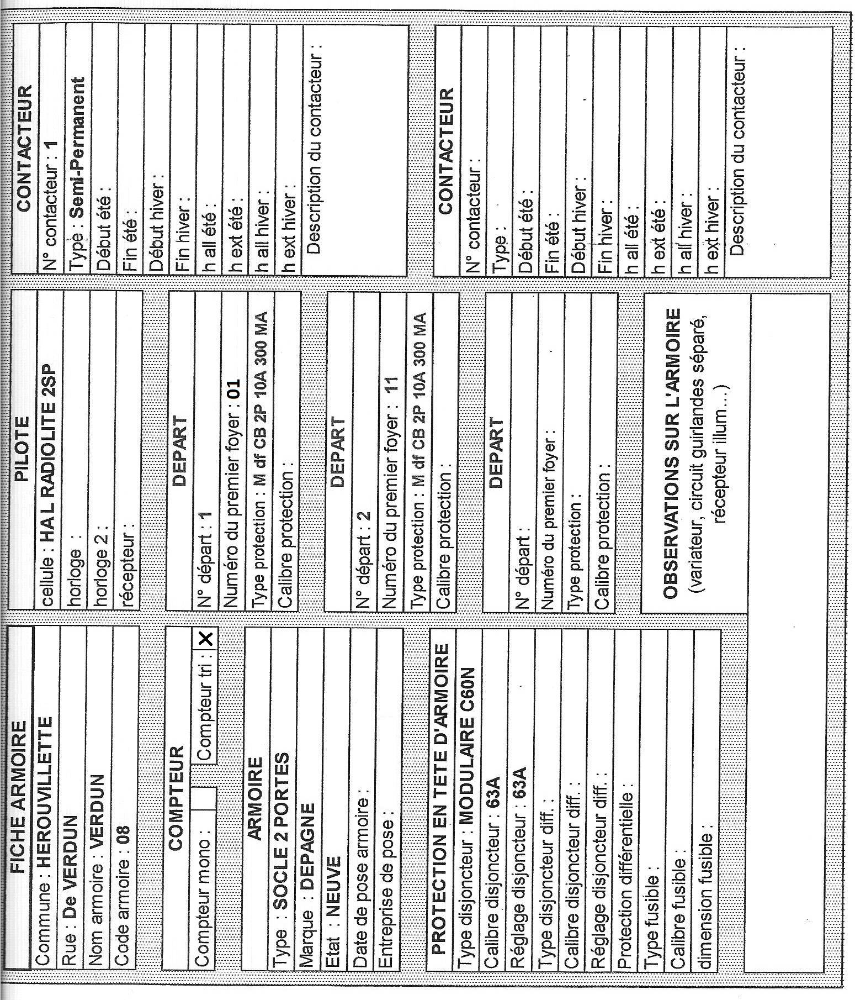 FICHE ARMOIRE
Commune : HEROUVILLETTE
Rue : De VERDUN
Nom armoire : VERDUN
Code armoire : 08
COMPTEUR
Compteur mono :
Compteur tri : X
ARMOIRE
Type : SOCLE 2 PORTES
Marque : DEPAGNE
Etat : NEUVE
Date de pose armoire :
Entreprise de pose :
PROTECTION EN TETE D'ARMOIRE
Type disjoncteur : MODULAIRE C60N
Calibre disjoncteur : 63A
Réglage disjoncteur : 63A
Type disjoncteur diff. :
Calibre disjoncteur diff. :
Réglage disjoncteur diff. :
Protection différentielle :
Type fusible :
Calibre fusible :
dimension fusible :
PILOTE
cellule : HAL RADIOLITE 2SP
horloge :
horloge 2 :
récepteur :
DEPART
N° départ : 1
Numéro du premier foyer : 01
Type protection : M df CB 2P 10A 300 MA
Calibre protection :
DEPART
N° départ : 2
Numéro du premier foyer : 11
Type protection : M df CB 2P 10A 300 MA
Calibre protection :
DEPART
N° départ :
Numéro du premier foyer :
Type protection :
Calibre protection :
OBSERVATIONS SUR L'ARMOIRE
(variateur, circuit guirlandes séparé,
récepteur illum...)
CONTACTEUR
N° contacteur : 1
Type : Semi-Permanent
Début été :
Fin été :
Début hiver :
Fin hiver :
h all été :
h ext été :
h all hiver :
h ext hiver :
Description du contacteur :
CONTACTEUR
N° contacteur :
Type :
Début été :
Fin été :
Début hiver :
Fin hiver :
h all été :
h ext été :
h all hiver :
h ext hiver :
Description du contacteur :